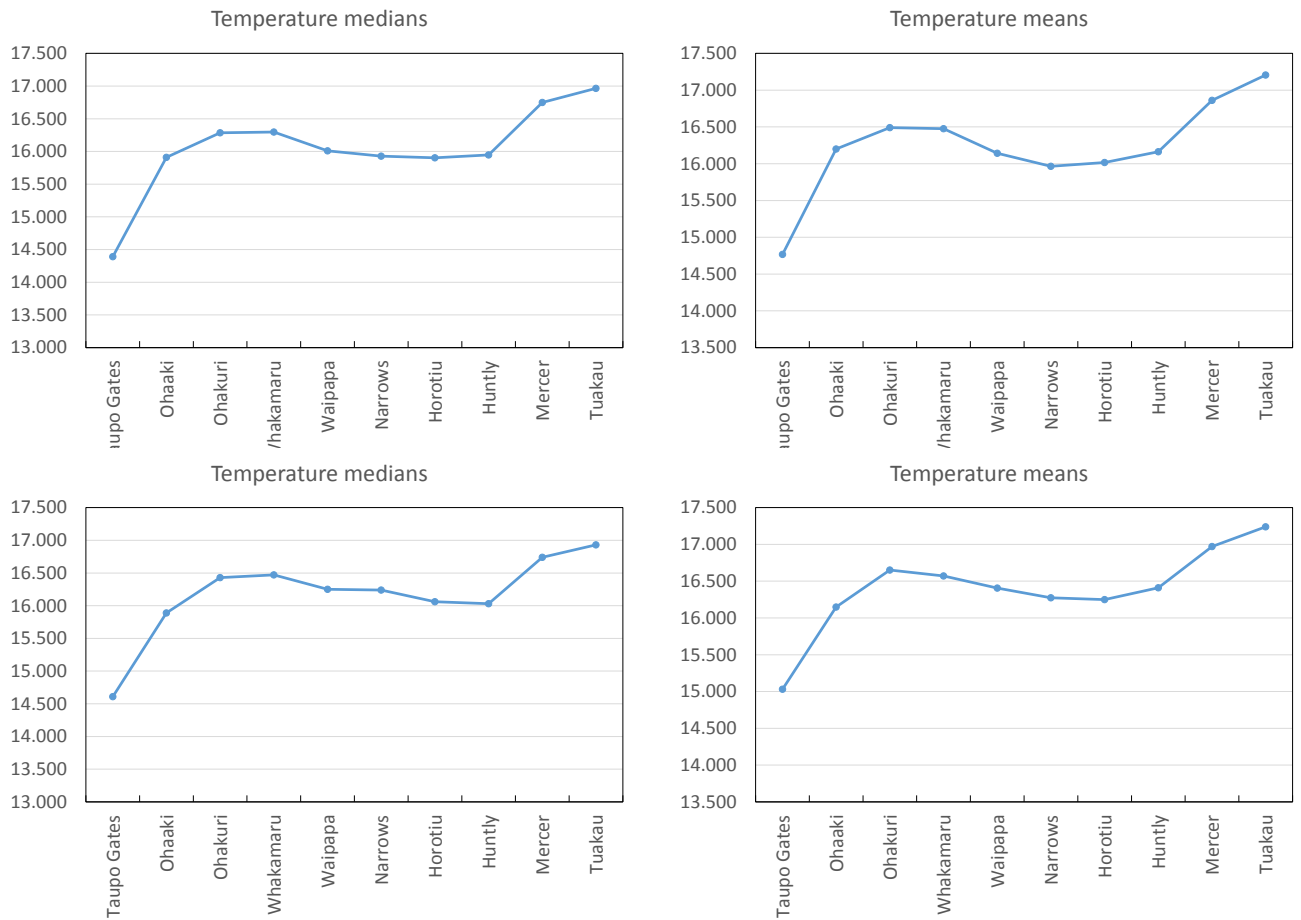 Temperature medians
17.500
17.000
16.500
16.000
15.500
15.000
14.500
14.000
13.500
13.000
aupo Gates
Ohaaki
Ohakuri
/hakamaru
Waipapa
Narrows
Horotiu
Huntly
Mercer
Tuakau
Temperature means
17.500
17.000
16.500
16.000
15.500
15.000
14.500
14.000
13.500
iupo Gates
Ohaaki
Ohakuri
/hakamaru
Waipapa
Narrows
Horotiu
Huntly
Mercer
Tuakau
Temperature medians
17.500
17.000
16.500
16.000
15.500
15.000
14.500
14.000
13.500
13.000
Taupo Gates
Ohaaki
Ohakuri
Whakamaru
Waipapa
Narrows
Horotiu
Huntly
Mercer
Tuakau
Temperature means
17.500
17.000
16.500
16.000
15.500
15.000
14.500
14.000
13.500
Taupo Gates
Ohaaki
Ohakuri
Whakamaru
Waipapa
Narrows
Horotiu
Huntly
Mercer
Tuakau